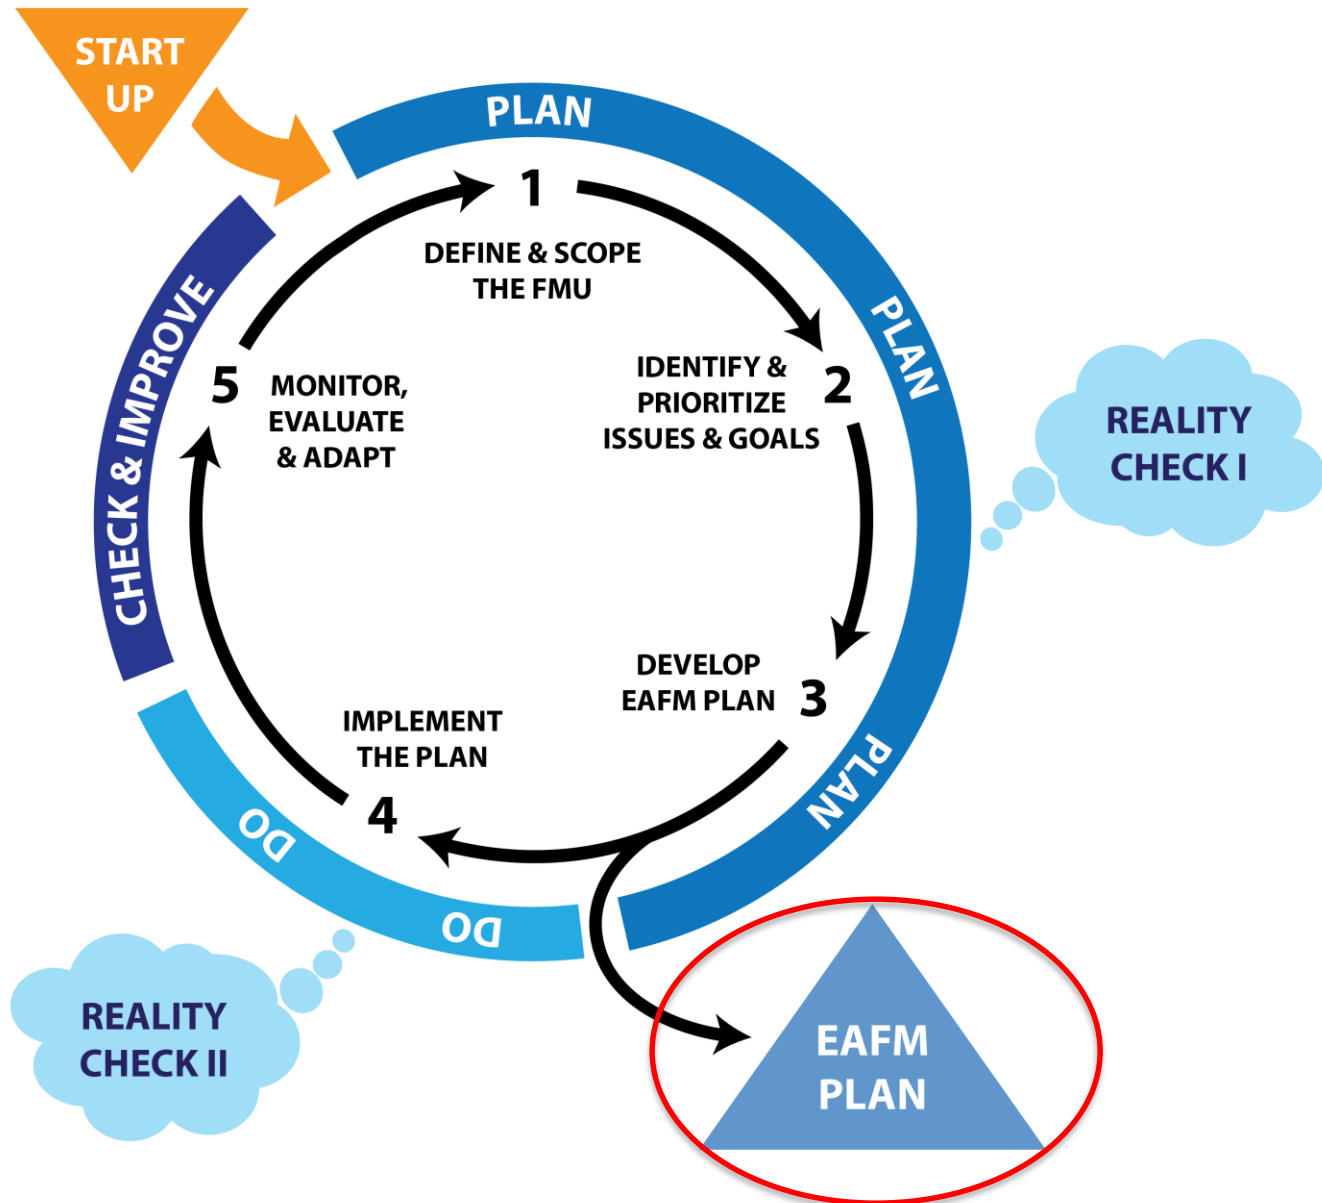 START
UP
PLAN
1
DEFINE & SCOPE
THE FMU
PLAN
2
IDENTIFY &
PRIORITIZE
ISSUES & GOALS
REALITY
CHECK I
3
DEVELOP
EAFM PLAN
PLAN
4
IMPLEMENT
THE PLAN
DO
DO
REALITY
CHECK II
5
MONITOR,
EVALUATE
& ADAPT
CHECK & IMPROVE
EAFM
PLAN